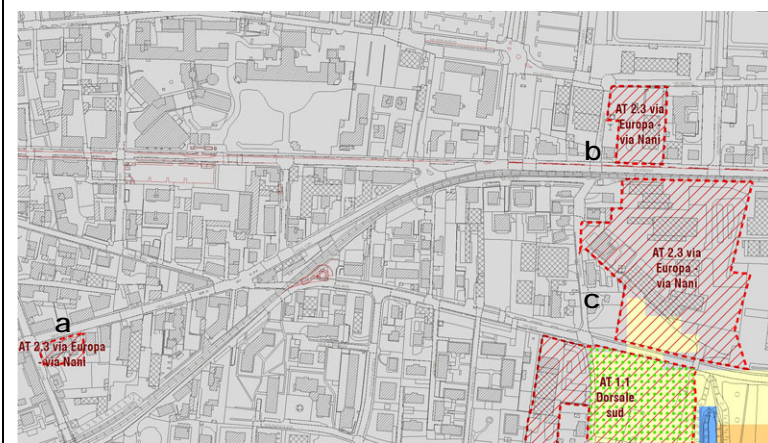 AT 2.3 via
Europa -
via Nani
b
AT 2.3 via
Europa -
via Nani
c
a
AT 2.3 via Europa
- via Nani
AT 1.1
Dorsale
sud